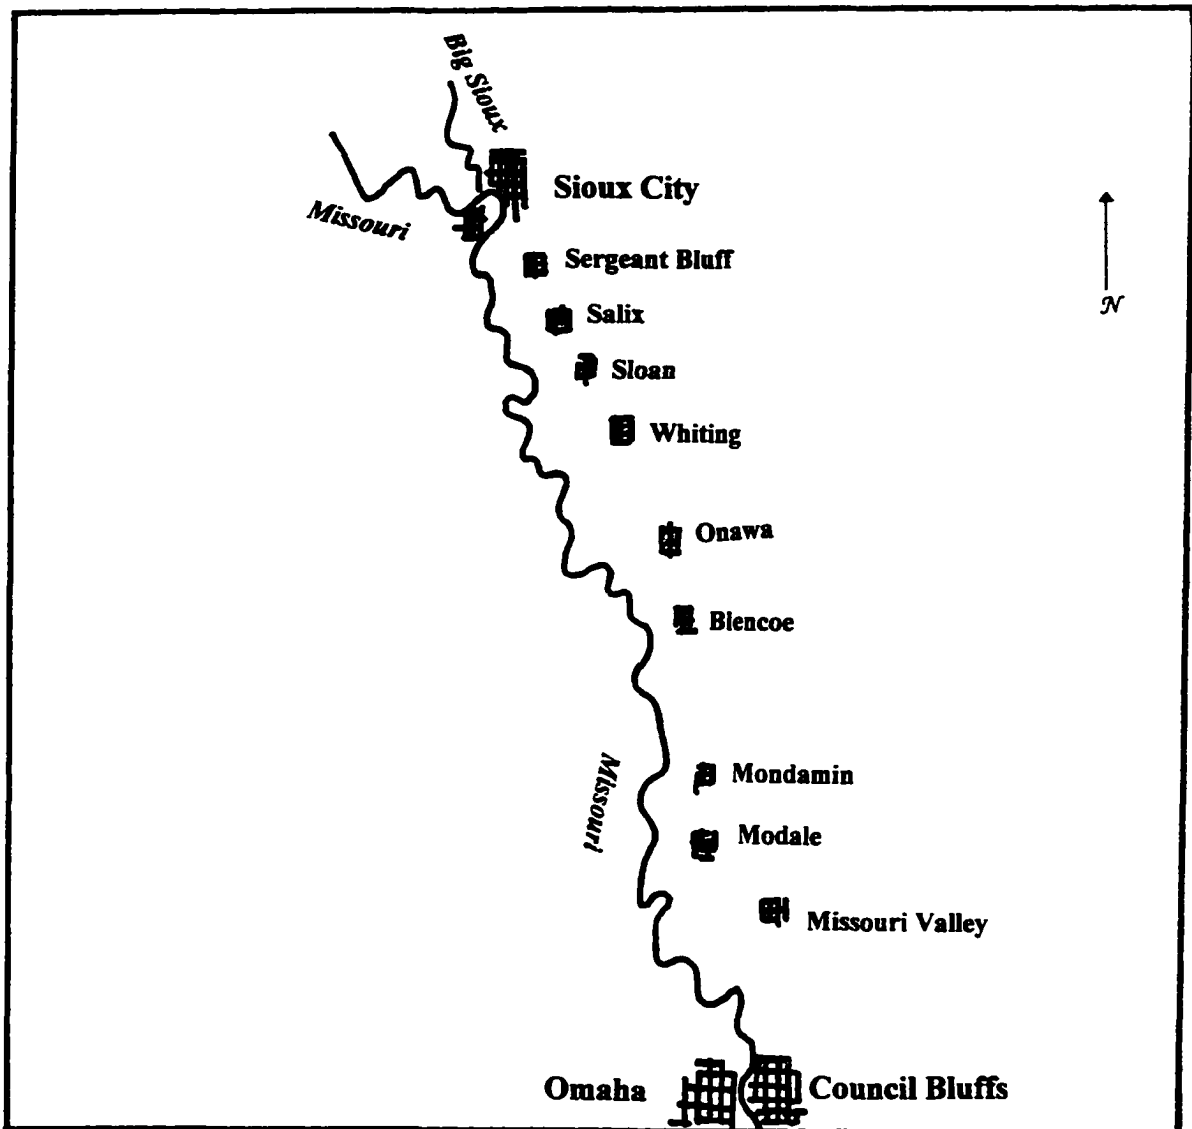 Big Sioux
Sioux City
Missouri
Sergeant Bluff
N
Salix
Sloan
Whiting
Onawa
Blencoe
Missouri
Mondamin
Modale
Missouri Valley
Omaha
Council Bluffs